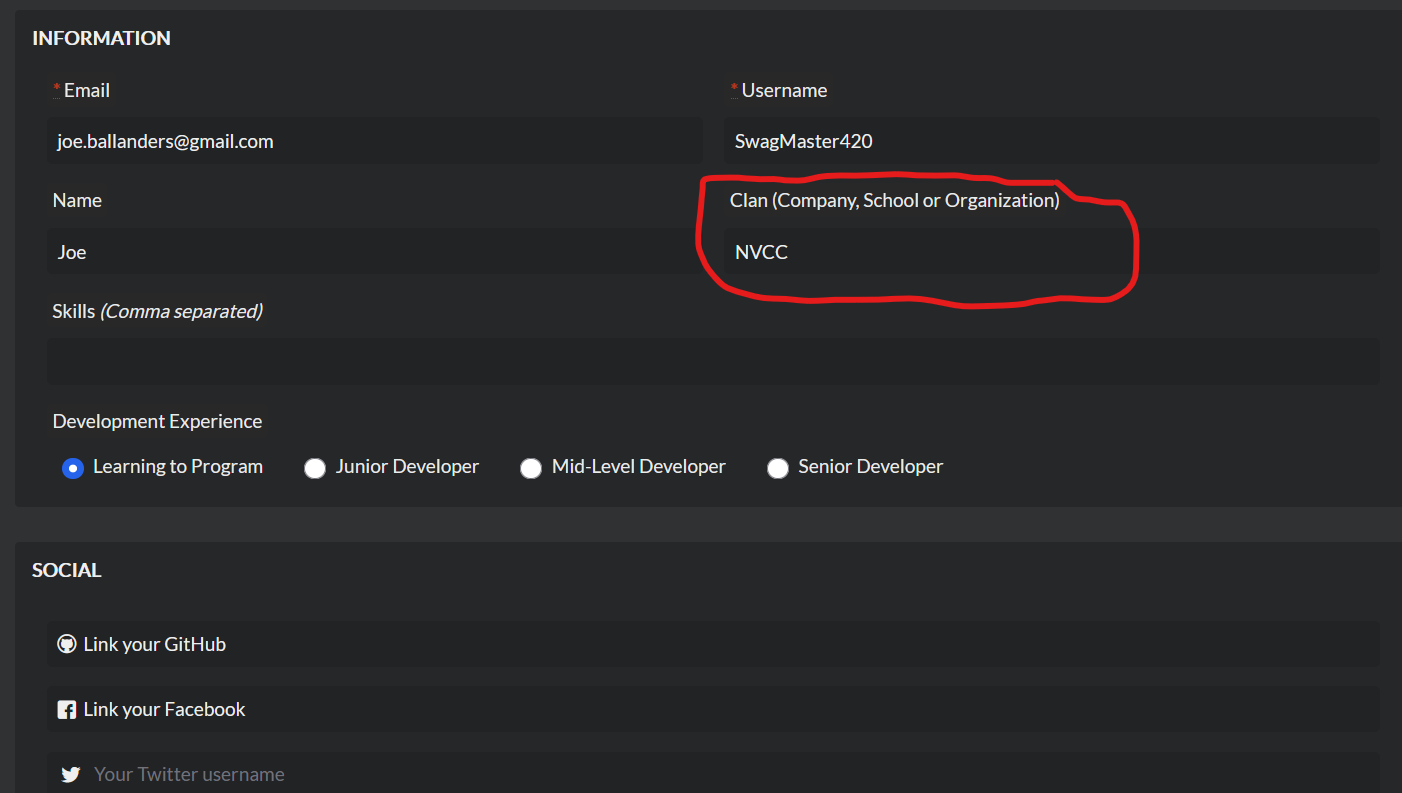 INFORMATION
* Email
* Username
joe.ballanders@gmail.com
SwagMaster420
Name
Clan (Company, School or Organization)
Joe
NVCC
Skills (Comma separated)
Development Experience
Learning to Program
Junior Developer
Mid-Level Developer
Senior Developer
SOCIAL
Link your GitHub
Link your Facebook
Your Twitter username